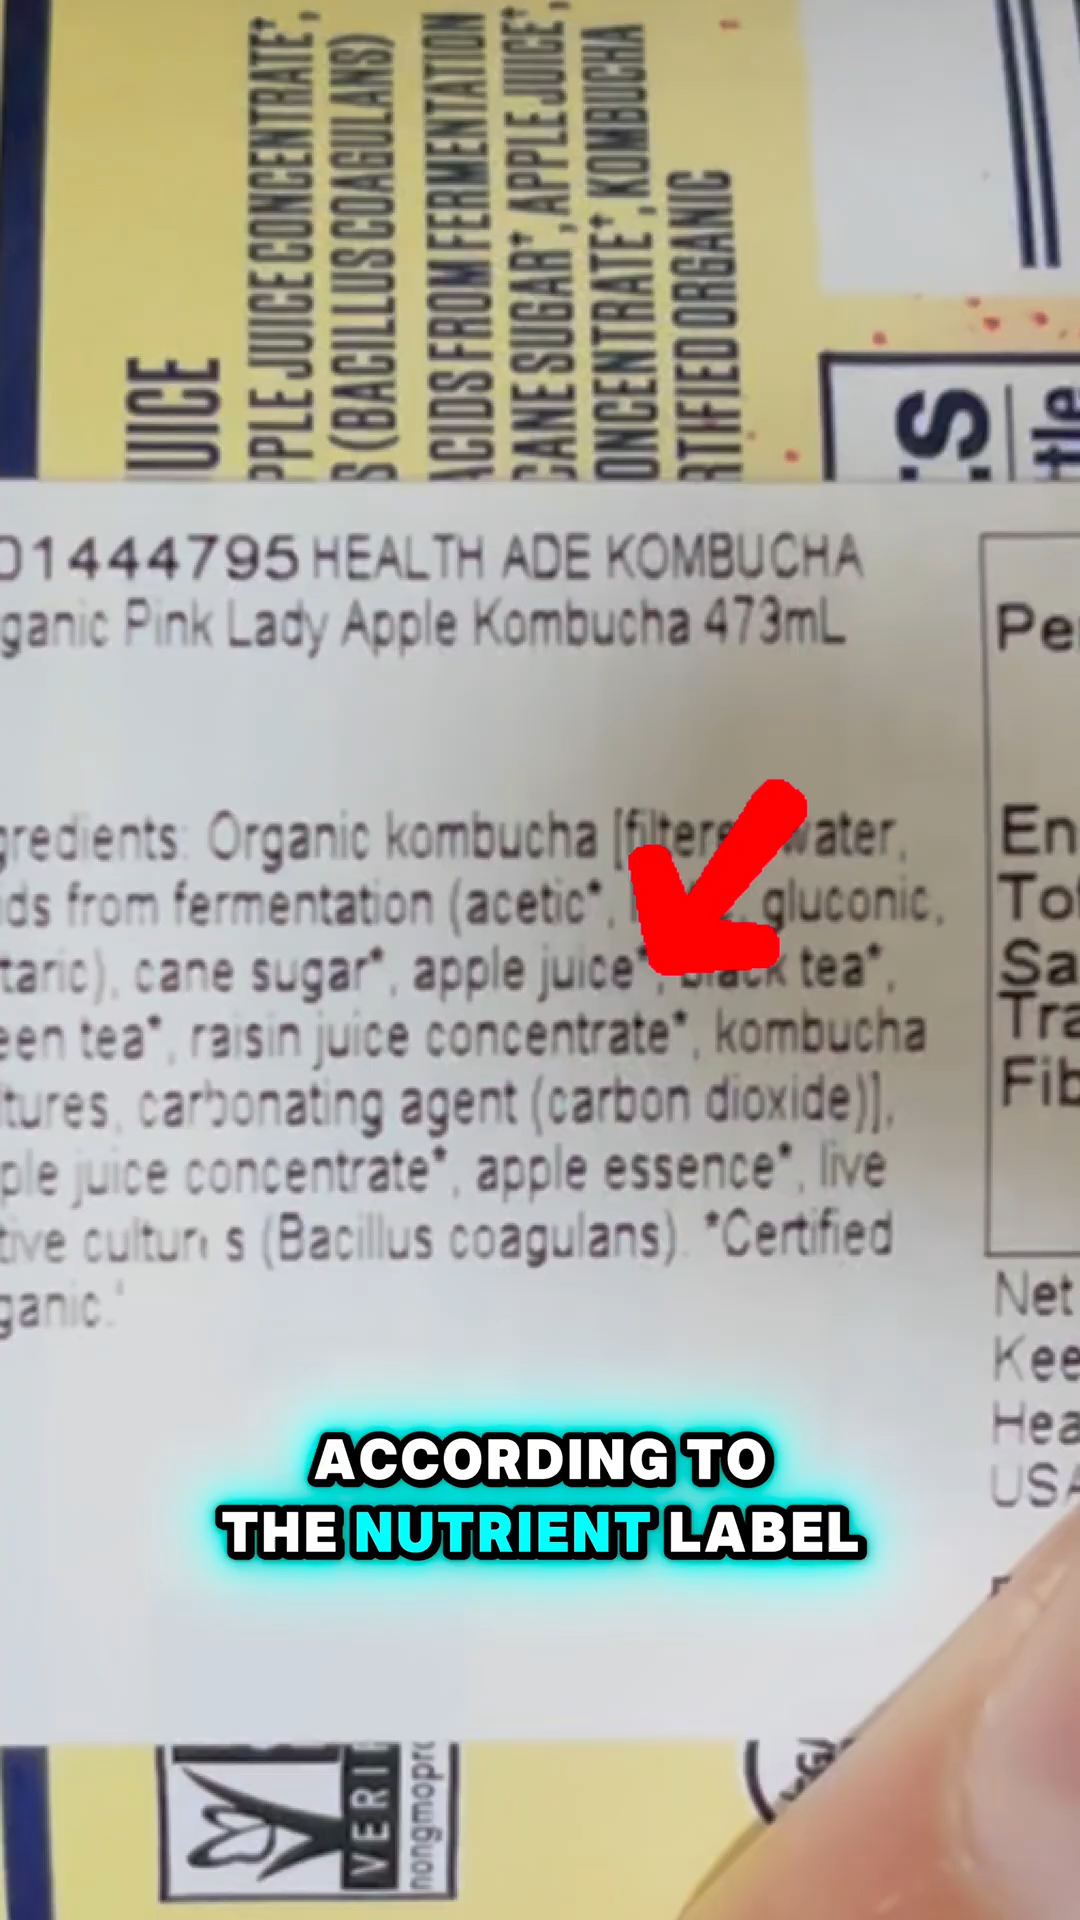 UICE
PPLE JUICE CONCENTRATE†,
S (BACILLUS COAGULANS)
ACIDS FROM FERMENTATION
CANE SUGAR†, APPLE JUICE†,
ONCENTRATE†, KOMBUCHA
RTIFIED ORGANIC
01444795 HEALTH ADE KOMBUCHA
ganic Pink Lady Apple Kombucha 473mL
gredients: Organic kombucha [filtere water,
ids from fermentation (acetic*, gluconic,
taric), cane sugar*, apple juice*, black tea*,
een tea*, raisin juice concentrate*, kombucha
tures, carbonating agent (carbon dioxide)],
ple juice concentrate*, apple essence*, live
tive cultur s (Bacillus coagulans). *Certified
ganic.'
Pe
En
To
Sa
Tra
Fib
Net
Kee
Hea
USA
ACCORDING TO
THE NUTRIENT LABEL
VERI
nongmopro